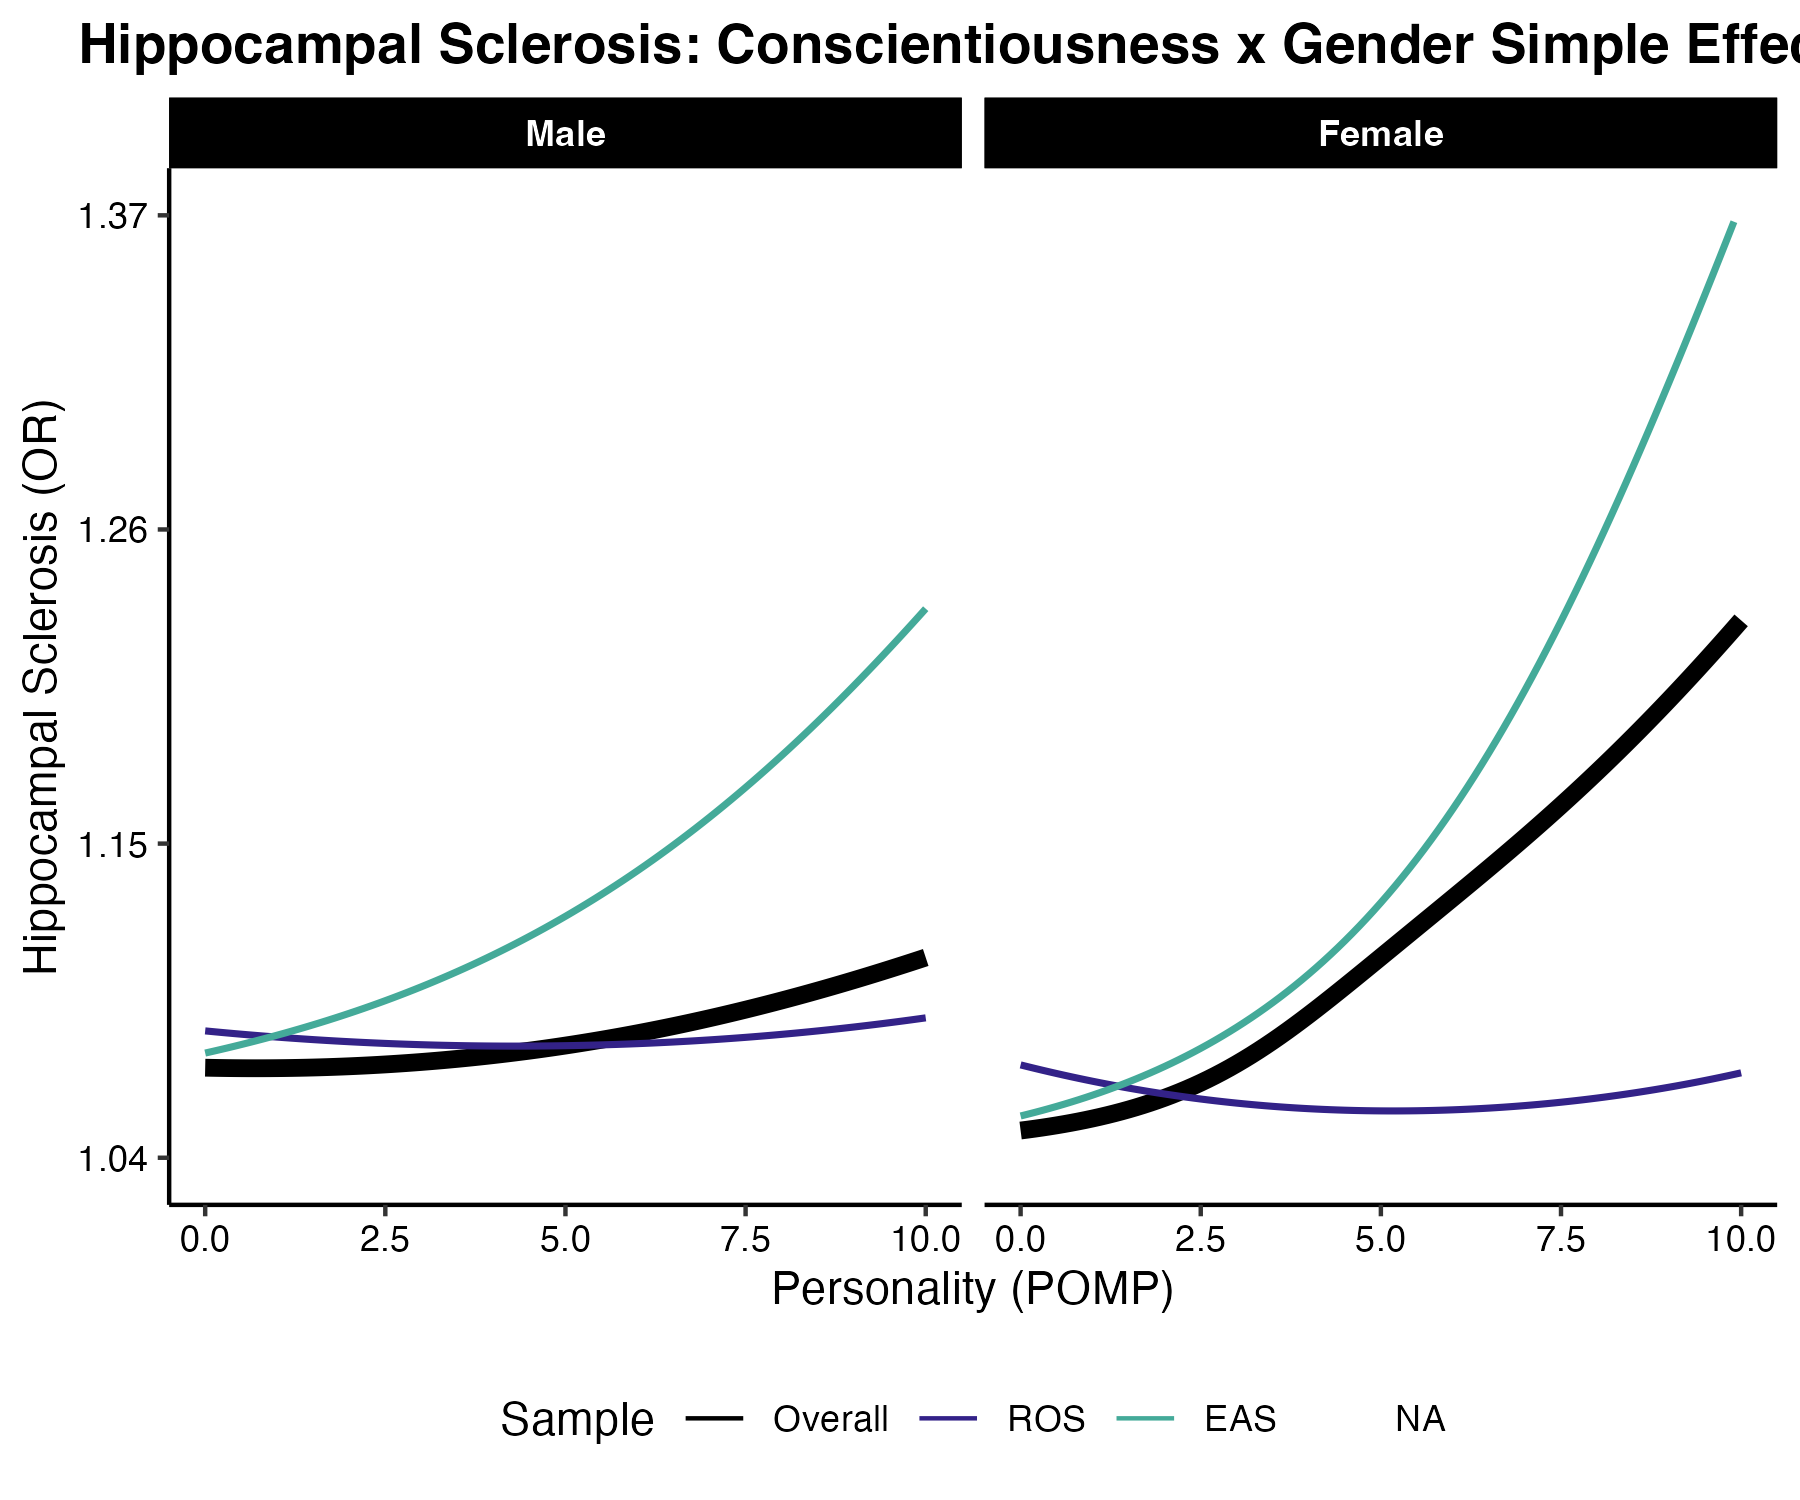 Hippocampal Sclerosis: Conscientiousness x Gender Simple Effec
Male
Female
Hippocampal Sclerosis (OR)
1.37
1.26
1.15
1.04
0.0 2.5 5.0 7.5 10.0
0.0 2.5 5.0 7.5 10.0
Personality (POMP)
Sample Overall ROS EAS NA